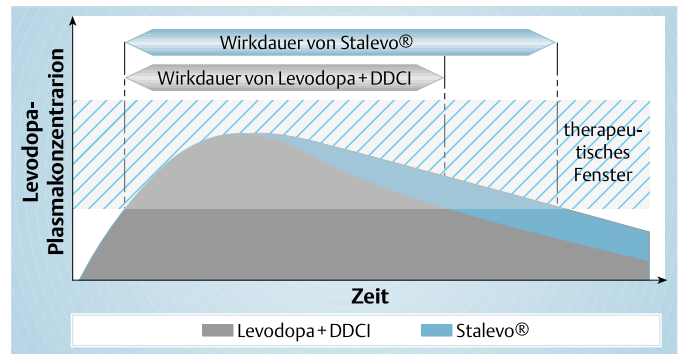 Wirkdauer von Stalevo®
Wirkdauer von Levodopa + DDCI
therapeu-
tisches
Fenster
Levodopa-
Plasmakonzentrarion
Zeit
Levodopa + DDCI
Stalevo®